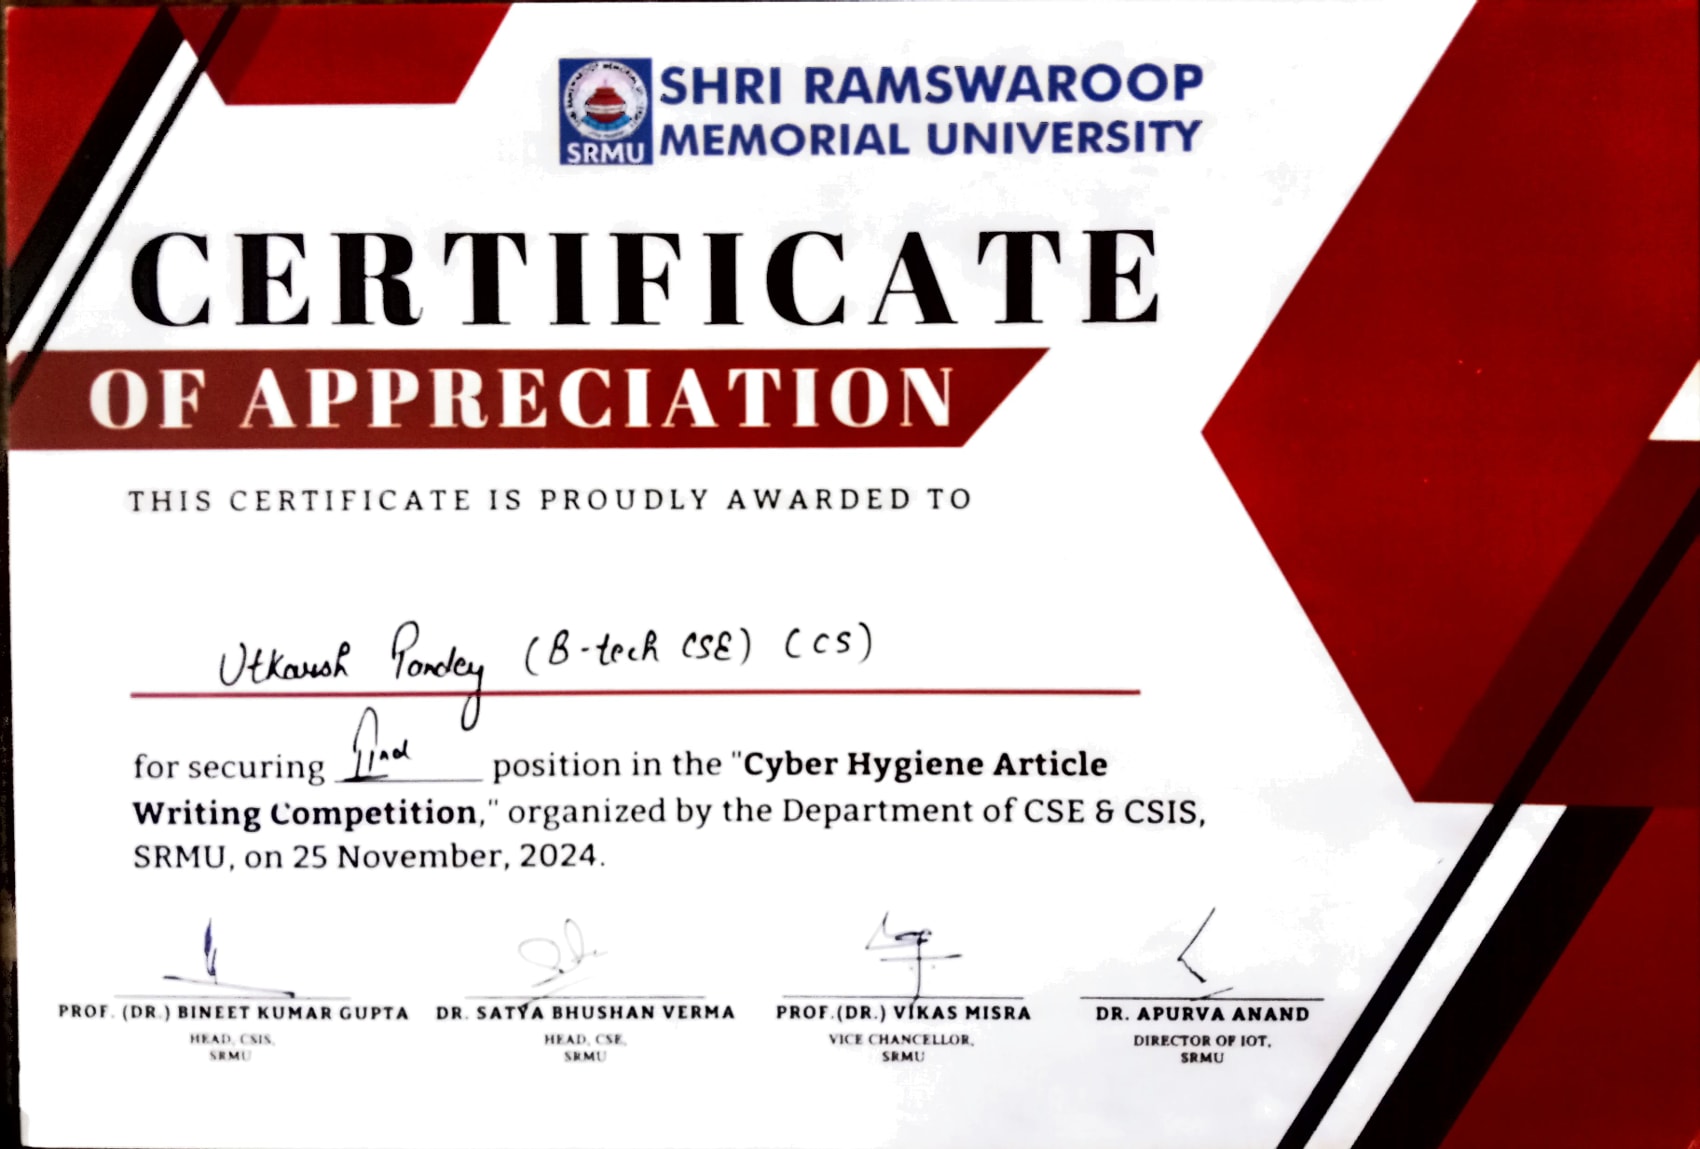 SHRI RAMSWAROOP
MEMORIAL UNIVERSITY
SRMU
CERTIFICATE
OF APPRECIATION
THIS CERTIFICATE IS PROUDLY AWARDED TO
Utkarsh Pandey (B-tech CSE) (CS)
for securing IInd position in the "Cyber Hygiene Article
Writing Competition," organized by the Department of CSE & CSIS,
SRMU, on 25 November, 2024.
PROF. (DR.) BINEET KUMAR GUPTA DR. SATYA BHUSHAN VERMA PROF.(DR.) VIKAS MISRA DR. APURVA ANAND
HEAD, CSIS, HEAD, CSE, VICE CHANCELLOR, DIRECTOR OF IOT,
SRMU SRMU SRMU SRMU